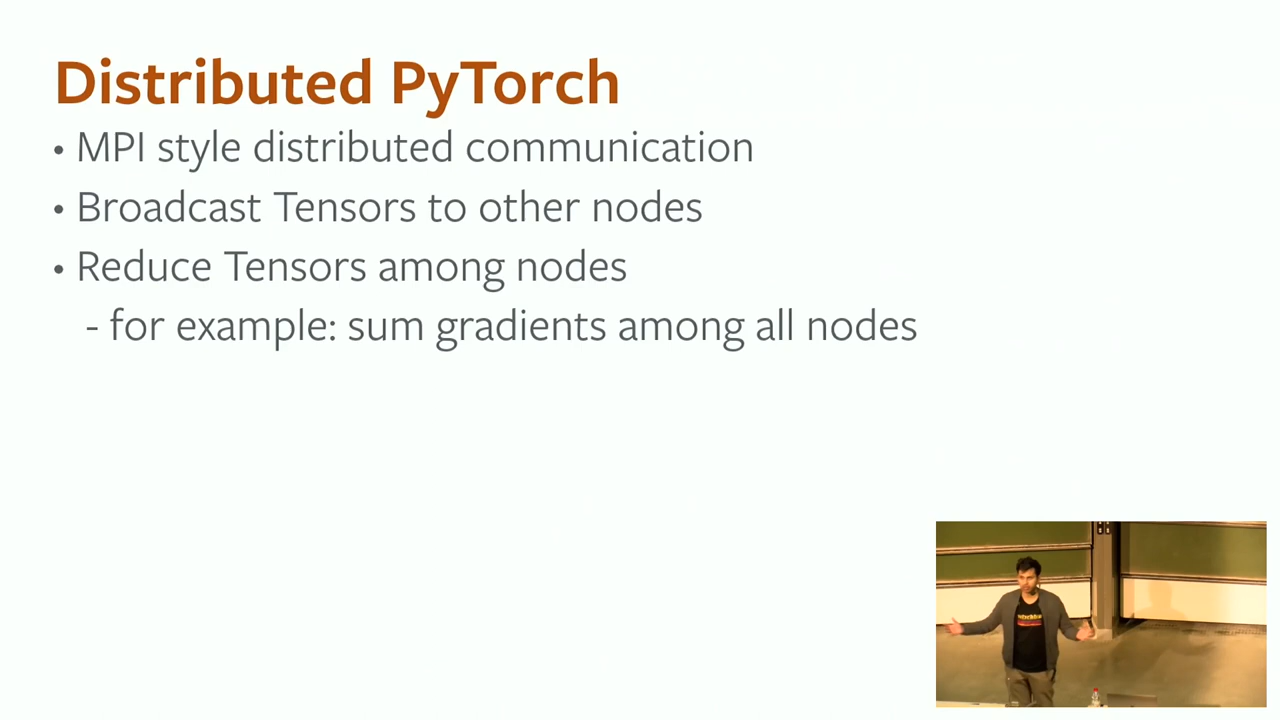 Distributed PyTorch
• MPI style distributed communication
• Broadcast Tensors to other nodes
• Reduce Tensors among nodes
- for example: sum gradients among all nodes